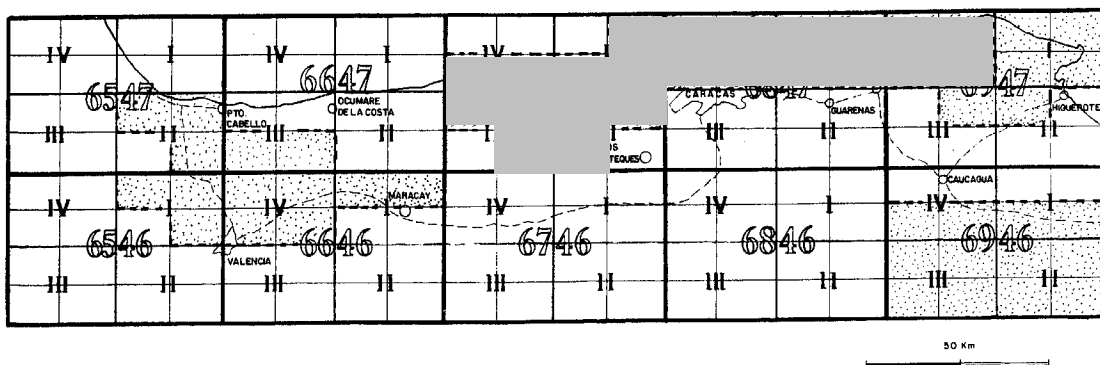 IV I IV I IV I
6547 6647
PTO. CABELLO
OCUMARE DE LA COSTA
CARACAS
GUARENAS
HIGUEROTE
III II III II III II III II
TEQUES
CAUCAGUA
IV I IV I IV I IV I IV I
MARACAY
6546 6646 6746 6846 6946
VALENCIA
III II III II III II III II III II
50 Km